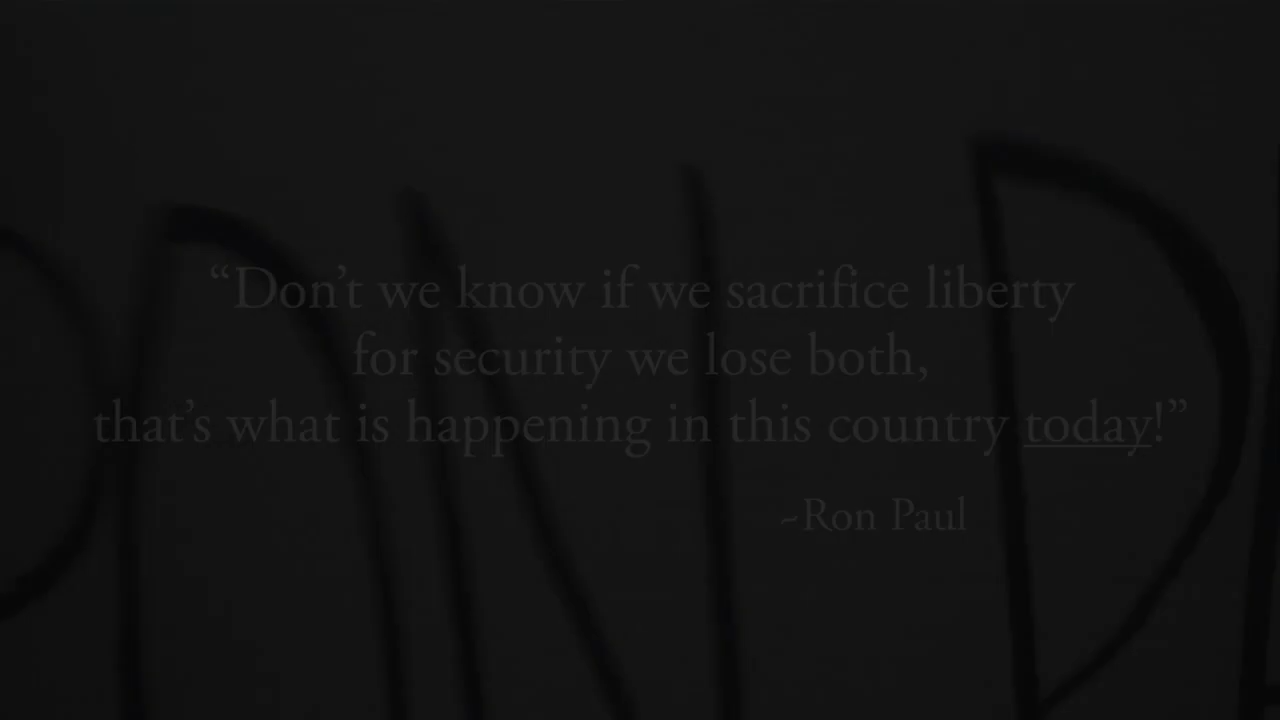 “Don’t we know if we sacrifice liberty
for security we lose both,
that’s what is happening in this country today!”
~Ron Paul